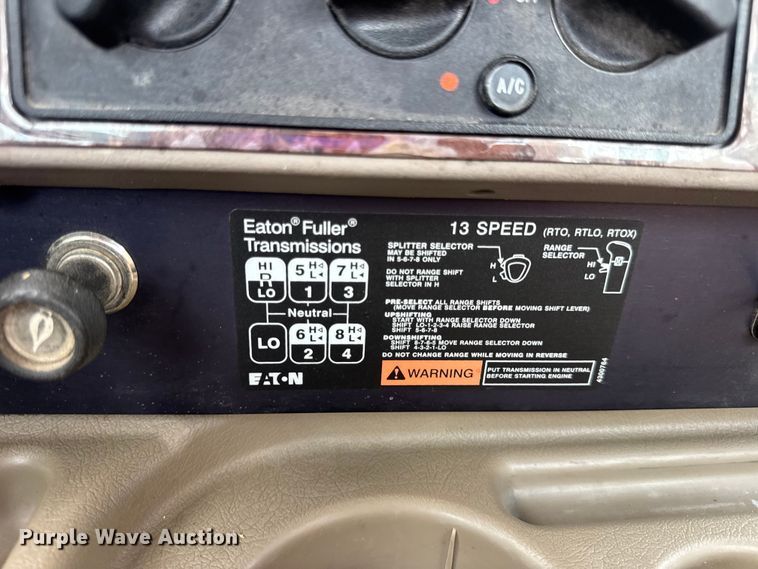 A/C
Eaton® Fuller®
Transmissions
13 SPEED (RTO, RTLO, RTOX)
SPLITTER SELECTOR
MAY BE SHIFTED
IN 5-6-7-8 ONLY
H
L
RANGE
SELECTOR
HI
LO
DO NOT RANGE SHIFT
WITH SPLITTER
SELECTOR IN H
HI
R
LO
5 H
L
1
7 H
L
3
Neutral
LO
6 H
L
2
8 H
L
4
PRE-SELECT ALL RANGE SHIFTS
(MOVE RANGE SELECTOR BEFORE MOVING SHIFT LEVER)
UPSHIFTING
START WITH RANGE SELECTOR DOWN
SHIFT LO-1-2-3-4 RAISE RANGE SELECTOR
SHIFT 5-6-7-8
DOWNSHIFTING
SHIFT 8-7-6-5 MOVE RANGE SELECTOR DOWN
SHIFT 4-3-2-1-LO
DO NOT CHANGE RANGE WHILE MOVING IN REVERSE
EATON
WARNING
PUT TRANSMISSION IN NEUTRAL
BEFORE STARTING ENGINE
Purple Wave Auction